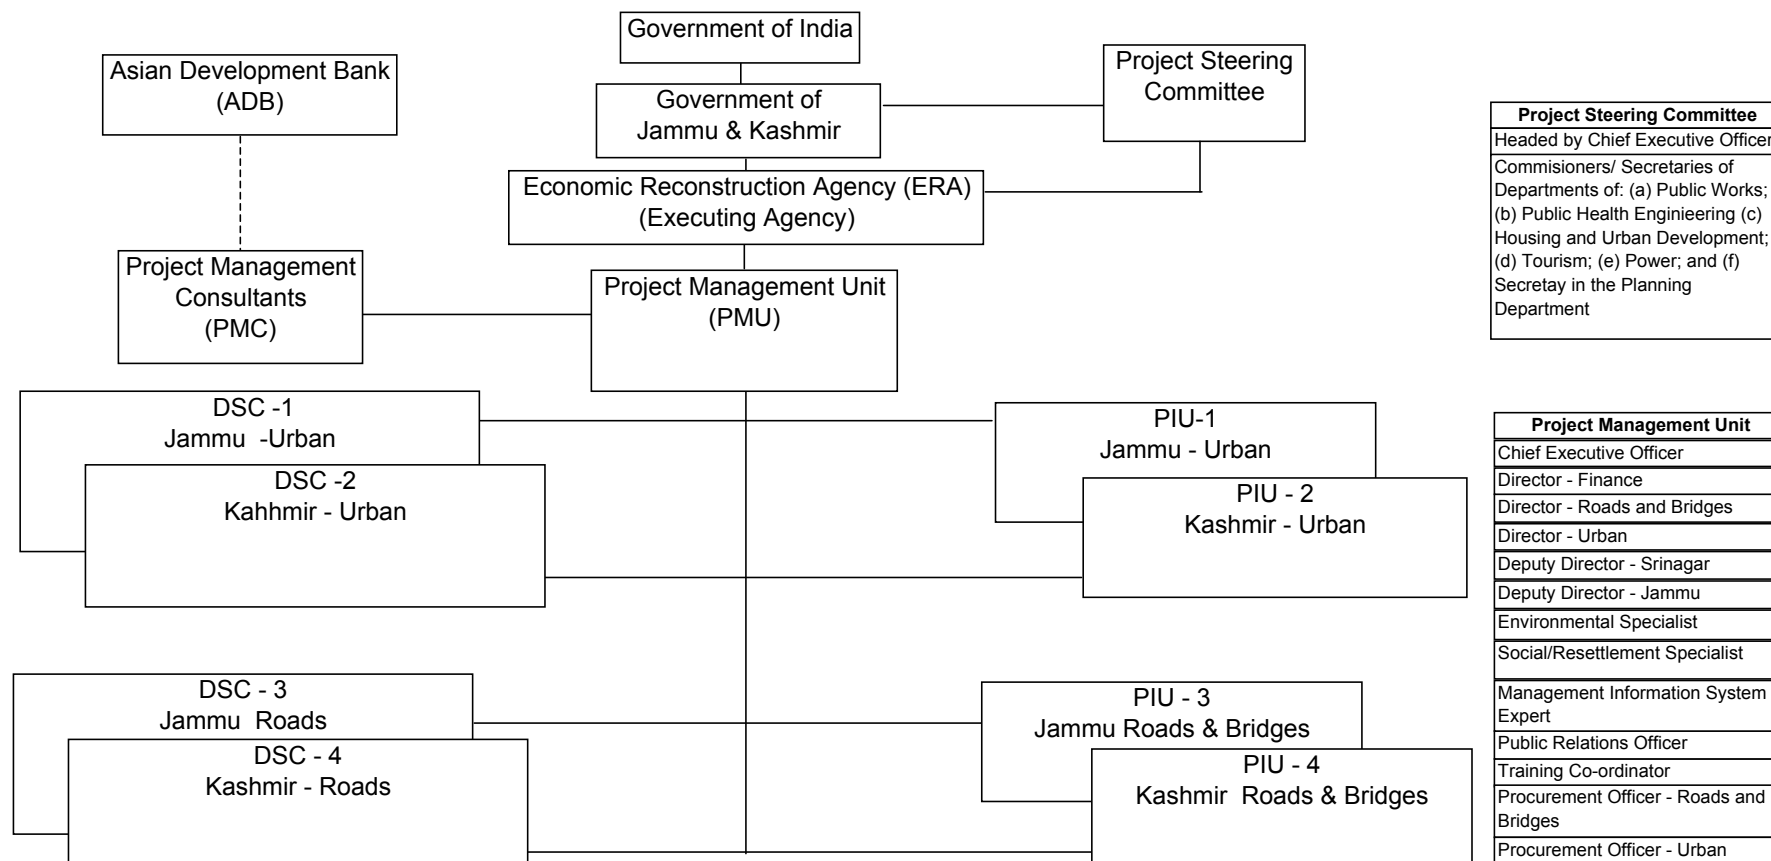 Government of India
Asian Development Bank
(ADB)
Project Steering
Committee
Government of
Jammu & Kashmir
Economic Reconstruction Agency (ERA)
(Executing Agency)
Project Management
Consultants
(PMC)
Project Management Unit
(PMU)
DSC -1
Jammu  -Urban
DSC -2
Kahhmir - Urban
PIU-1
Jammu - Urban
PIU - 2
Kashmir - Urban
DSC - 3
Jammu  Roads
DSC - 4
Kashmir - Roads
PIU - 3
Jammu Roads & Bridges
PIU - 4
Kashmir  Roads & Bridges
Project Steering Committee
Headed by Chief Executive Officer
Commisioners/ Secretaries of
Departments of: (a) Public Works;
(b) Public Health Enginieering (c)
Housing and Urban Development;
(d) Tourism; (e) Power; and (f)
Secretay in the Planning
Department
Project Management Unit
Chief Executive Officer
Director - Finance
Director - Roads and Bridges
Director - Urban
Deputy Director - Srinagar
Deputy Director - Jammu
Environmental Specialist
Social/Resettlement Specialist
Management Information System
Expert
Public Relations Officer
Training Co-ordinator
Procurement Officer - Roads and
Bridges
Procurement Officer - Urban